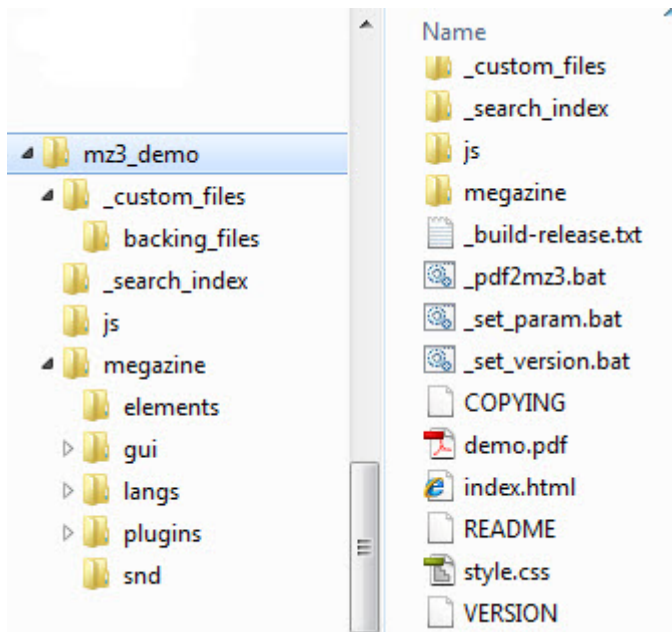 mz3_demo
_custom_files
backing_files
_search_index
js
megazine
elements
gui
langs
plugins
snd
Name
_custom_files
_search_index
js
megazine
_build-release.txt
_pdf2mz3.bat
_set_param.bat
_set_version.bat
COPYING
demo.pdf
index.html
README
style.css
VERSION